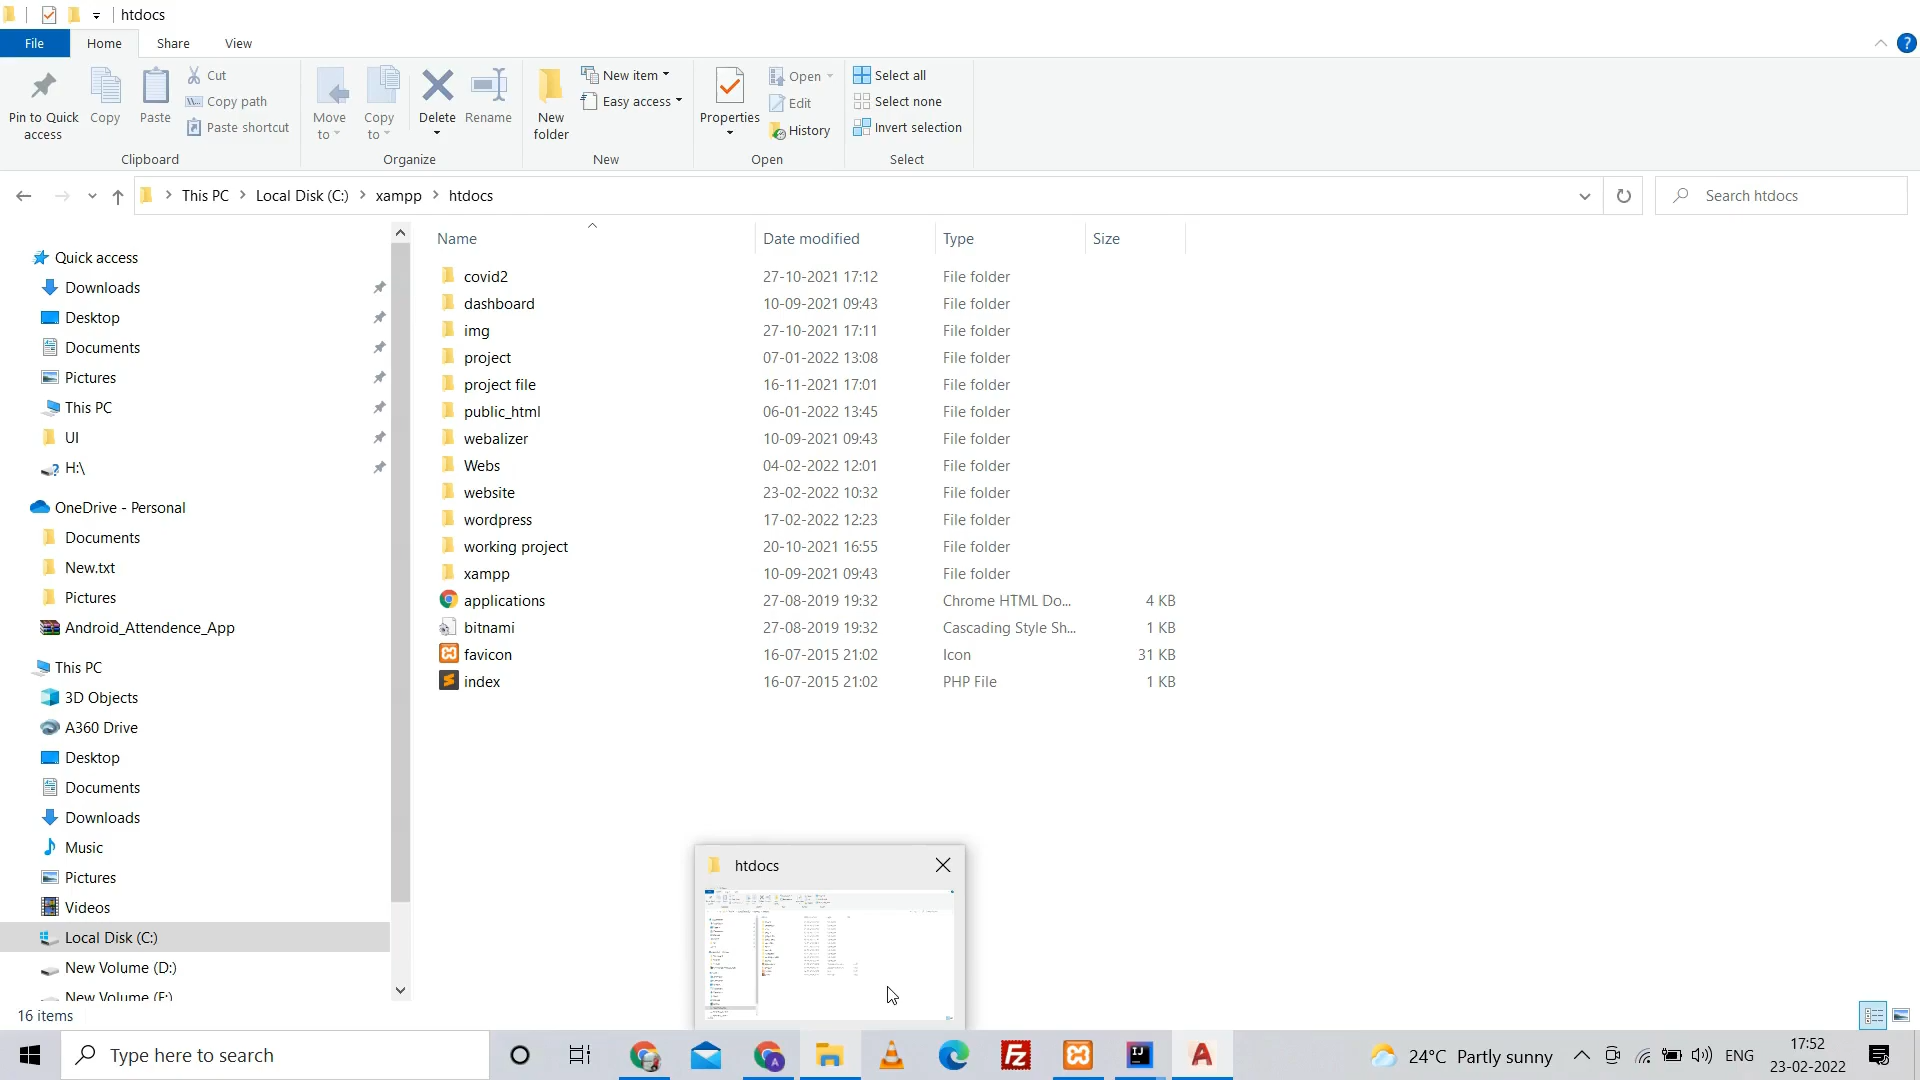 htdocs
File Home Share View
Pin to Quick access
Copy
Paste
Cut
Copy path
Paste shortcut
Clipboard
Move to
Copy to
Delete
Rename
Organize
New folder
New item
Easy access
New
Properties
Open
Edit
History
Open
Select all
Select none
Invert selection
Select
This PC Local Disk (C:) xampp htdocs
Search htdocs
Quick access
Downloads
Desktop
Documents
Pictures
This PC
UI
H:\
OneDrive - Personal
Documents
New.txt
Pictures
Android_Attendence_App
This PC
3D Objects
A360 Drive
Desktop
Documents
Downloads
Music
Pictures
Videos
Local Disk (C:)
New Volume (D:)
New Volume (E:)
Name Date modified Type Size
covid2 27-10-2021 17:12 File folder
dashboard 10-09-2021 09:43 File folder
img 27-10-2021 17:11 File folder
project 07-01-2022 13:08 File folder
project file 16-11-2021 17:01 File folder
public_html 06-01-2022 13:45 File folder
webalizer 10-09-2021 09:43 File folder
Webs 04-02-2022 12:01 File folder
website 23-02-2022 10:32 File folder
wordpress 17-02-2022 12:23 File folder
working project 20-10-2021 16:55 File folder
xampp 10-09-2021 09:43 File folder
applications 27-08-2019 19:32 Chrome HTML Do... 4 KB
bitnami 27-08-2019 19:32 Cascading Style Sh... 1 KB
favicon 16-07-2015 21:02 Icon 31 KB
index 16-07-2015 21:02 PHP File 1 KB
htdocs
16 items
Type here to search
24°C Partly sunny
ENG
17:52
23-02-2022